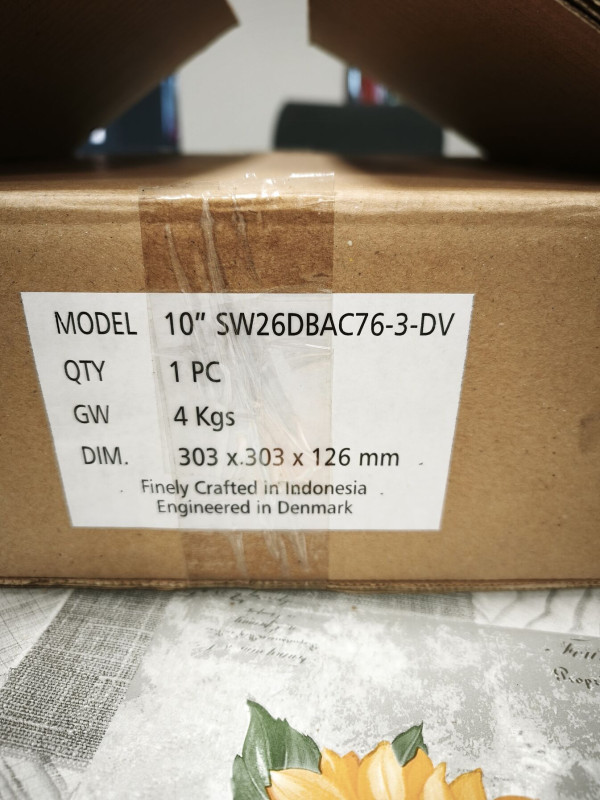 MODEL 10” SW26DBAC76-3-DV
QTY 1 PC
GW 4 Kgs
DIM. 303 x 303 x 126 mm
Finely Crafted in Indonesia
Engineered in Denmark